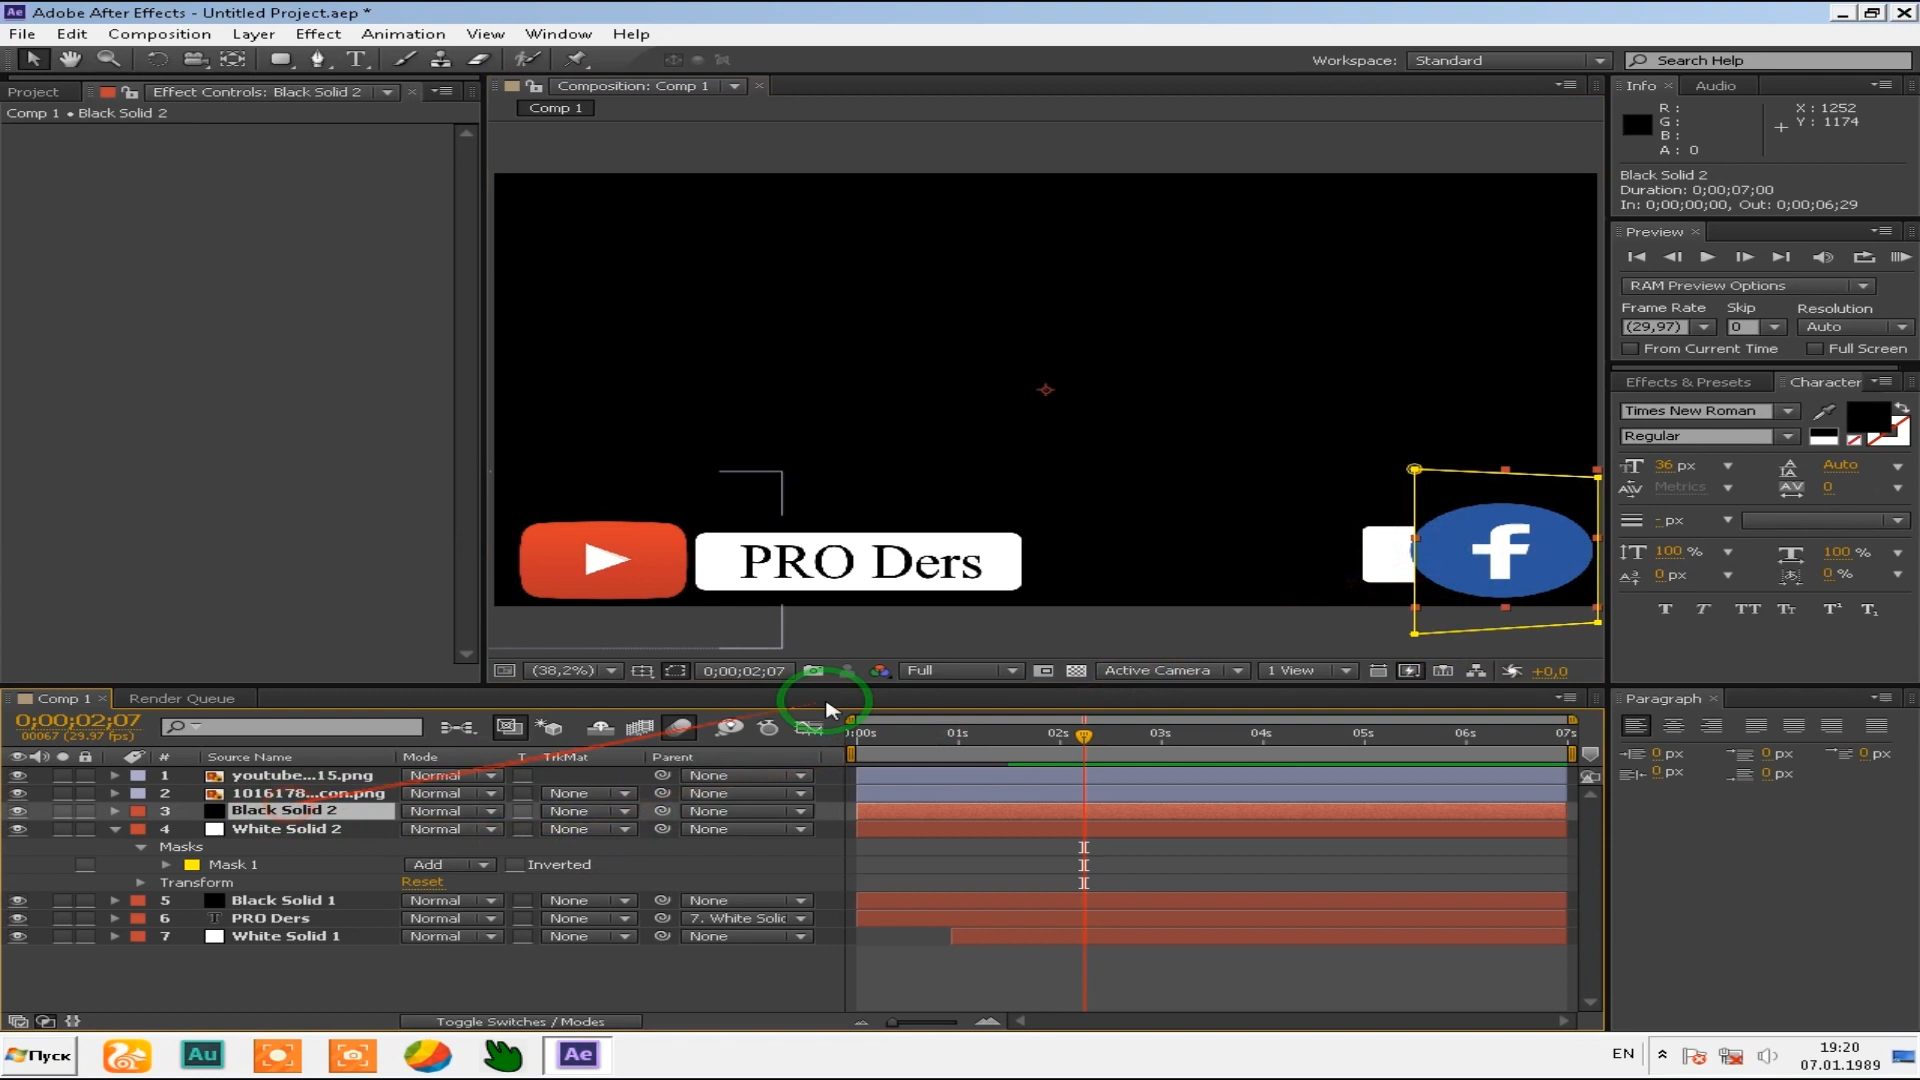 Ae Adobe After Effects - Untitled Project.aep *
File Edit Composition Layer Effect Animation View Window Help
Workspace: Standard Search Help
Project Effect Controls: Black Solid 2 Composition: Comp 1 Info Audio
Comp 1 • Black Solid 2
Comp 1
R :
G :
B :
A : 0
X : 1252
Y : 1174
Black Solid 2
Duration: 0;00;07;00
In: 0;00;00;00, Out: 0;00;06;29
Preview
RAM Preview Options
Frame Rate Skip Resolution
(29,97) 0 Auto
From Current Time Full Screen
Effects & Presets Character
Times New Roman
Regular
36 px Auto
Metrics 0
- px
100 % 100 %
0 px 0 %
T T TT Tt T¹ T₁
PRO Ders
f
(38,2%) 0;00;02;07 Full Active Camera 1 View +0,0
Comp 1 Render Queue
0;00;02;07
00067 (29.97 fps)
:00s 01s 02s 03s 04s 05s 06s 07s
# Source Name Mode T TrkMat Parent
1 youtube...15.png Normal None
2 1016178...con.png Normal None None
3 Black Solid 2 Normal None None
4 White Solid 2 Normal None None
Masks
Mask 1 Add Inverted
Transform Reset
5 Black Solid 1 Normal None None
6 T PRO Ders Normal None 7. White Solid
7 White Solid 1 Normal None None
Toggle Switches / Modes
Paragraph
0 px 0 px 0 px
0 px 0 px
Пуск Au Ae EN 19:20
07.01.1989